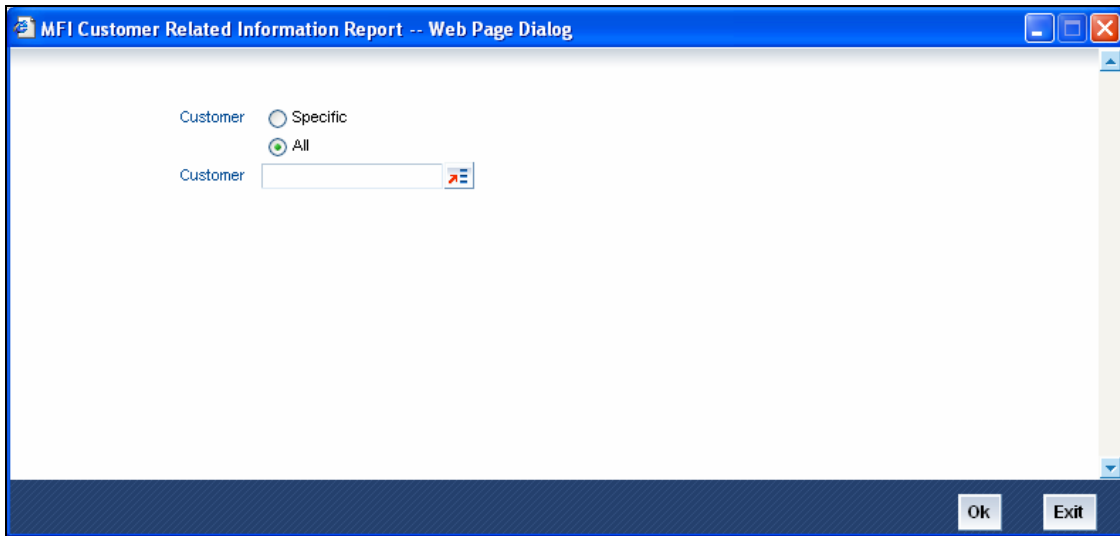 MFI Customer Related Information Report -- Web Page Dialog
Customer Specific
All
Customer
Ok Exit